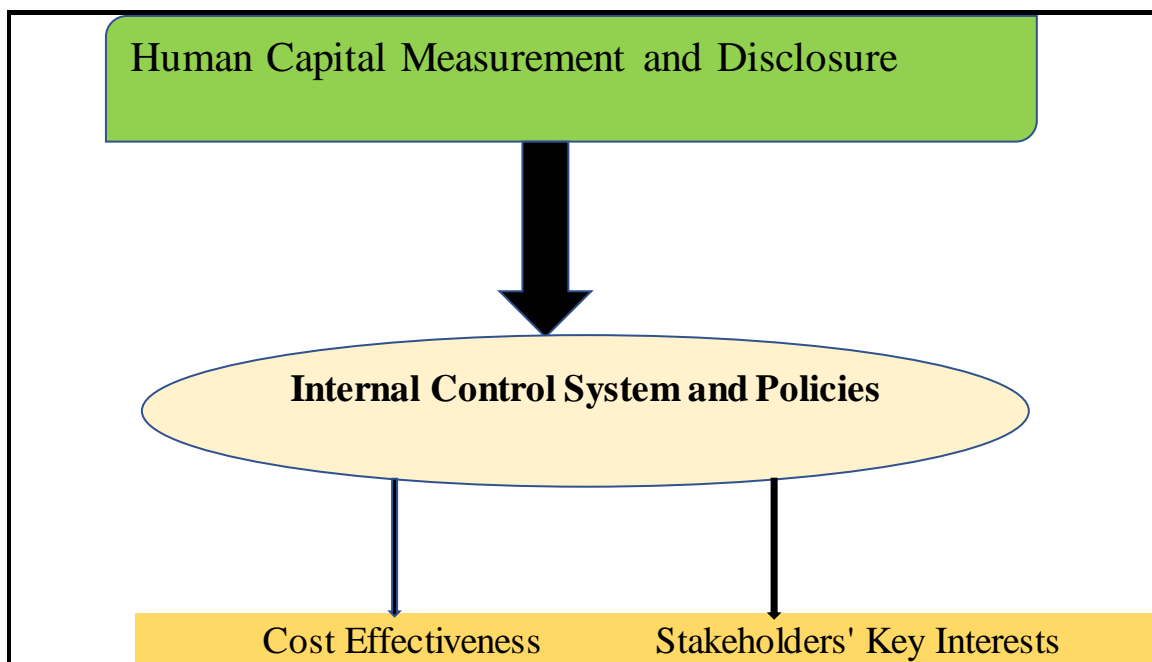 Human Capital Measurement and Disclosure
Internal Control System and Policies
Cost Effectiveness Stakeholders' Key Interests